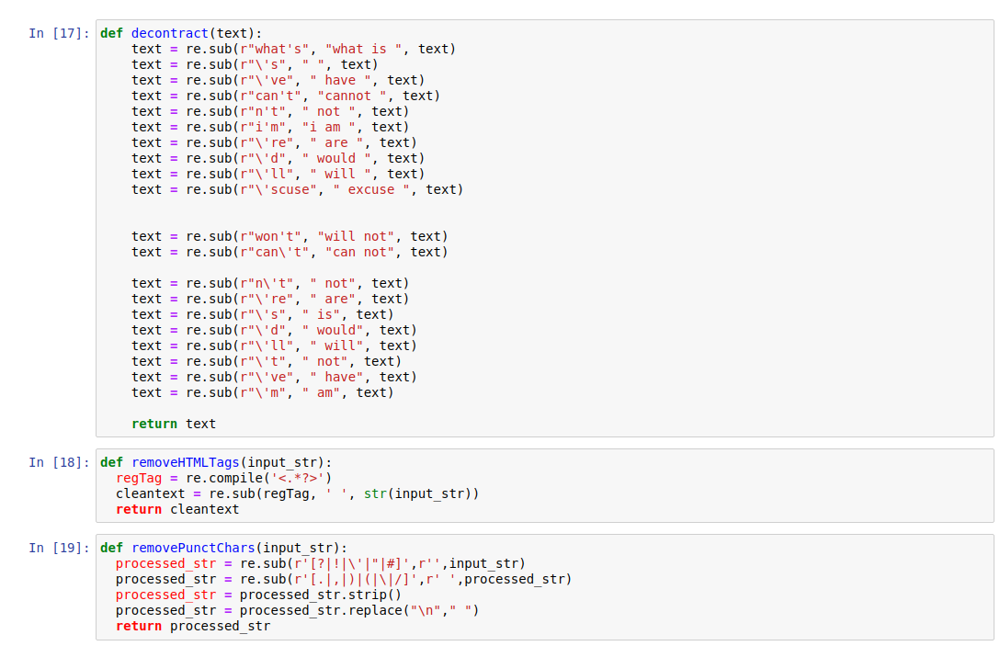 In [17]: def decontract(text):
    text = re.sub(r"what's", "what is ", text)
    text = re.sub(r"\'s", " ", text)
    text = re.sub(r"\'ve", " have ", text)
    text = re.sub(r"can't", "cannot ", text)
    text = re.sub(r"n't", " not ", text)
    text = re.sub(r"i'm", "i am ", text)
    text = re.sub(r"\'re", " are ", text)
    text = re.sub(r"\'d", " would ", text)
    text = re.sub(r"\'ll", " will ", text)
    text = re.sub(r"\'scuse", " excuse ", text)
    text = re.sub(r"won't", "will not", text)
    text = re.sub(r"can\'t", "can not", text)
    text = re.sub(r"n\'t", " not", text)
    text = re.sub(r"\'re", " are", text)
    text = re.sub(r"\'s", " is", text)
    text = re.sub(r"\'d", " would", text)
    text = re.sub(r"\'ll", " will", text)
    text = re.sub(r"\'t", " not", text)
    text = re.sub(r"\'ve", " have", text)
    text = re.sub(r"\'m", " am", text)
    return text
In [18]: def removeHTMLTags(input_str):
  regTag = re.compile('<.*?>')
  cleantext = re.sub(regTag, ' ', str(input_str))
  return cleantext
In [19]: def removePunctChars(input_str):
  processed_str = re.sub(r'[?|!|\'|"|#]',r'',input_str)
  processed_str = re.sub(r'[.|,|)|(|\|/]',r' ',processed_str)
  processed_str = processed_str.strip()
  processed_str = processed_str.replace("\n"," ")
  return processed_str